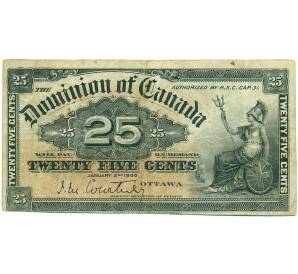 THE
AUTHORIZED BY R.S.C. CAP. 31.
Dominion of Canada
25
25
25
WILL PAY ON DEMAND
TWENTY FIVE CENTS
JANUARY 2ND 1900
OTTAWA
TWENTY FIVE CENTS
TWENTY FIVE CENTS